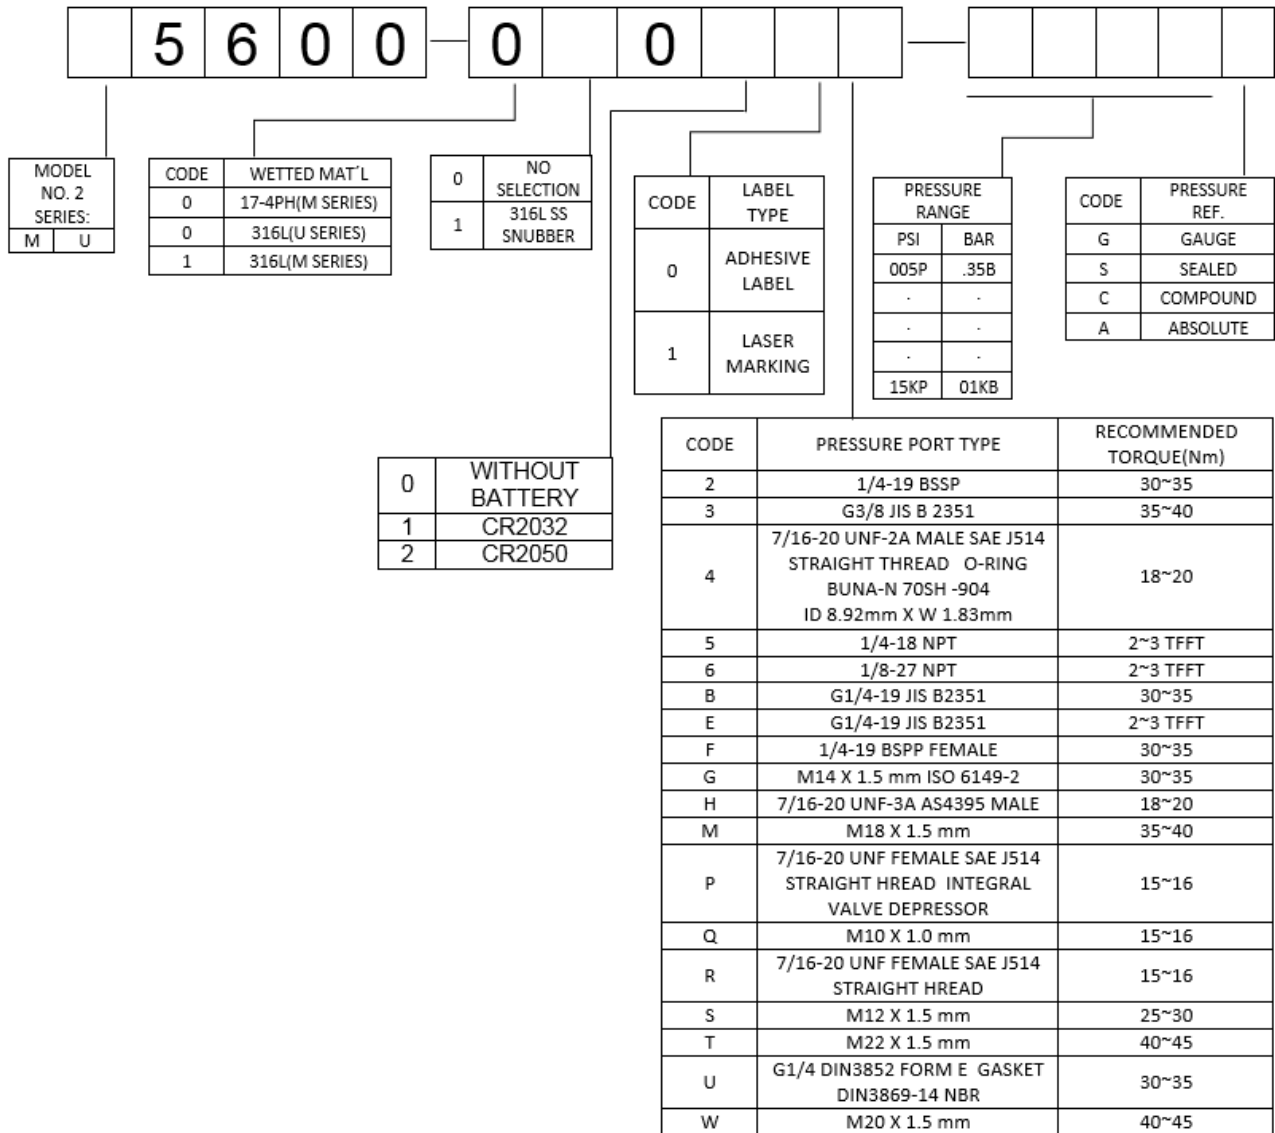 5 6 0 0 — 0 0 —
MODEL
NO. 2
SERIES:
M U
CODE WETTED MAT´L
0 17-4PH(M SERIES)
0 316L(U SERIES)
1 316L(M SERIES)
0 NO
SELECTION
1 316L SS
SNUBBER
CODE LABEL
TYPE
0 ADHESIVE
LABEL
1 LASER
MARKING
PRESSURE
RANGE
PSI BAR
005P .35B
. .
. .
. .
15KP 01KB
CODE PRESSURE
REF.
G GAUGE
S SEALED
C COMPOUND
A ABSOLUTE
0 WITHOUT
BATTERY
1 CR2032
2 CR2050
CODE PRESSURE PORT TYPE RECOMMENDED
TORQUE(Nm)
2 1/4-19 BSSP 30~35
3 G3/8 JIS B 2351 35~40
7/16-20 UNF-2A MALE SAE J514
STRAIGHT THREAD O-RING
4 BUNA-N 70SH -904 18~20
ID 8.92mm X W 1.83mm
5 1/4-18 NPT 2~3 TFFT
6 1/8-27 NPT 2~3 TFFT
B G1/4-19 JIS B2351 30~35
E G1/4-19 JIS B2351 2~3 TFFT
F 1/4-19 BSPP FEMALE 30~35
G M14 X 1.5 mm ISO 6149-2 30~35
H 7/16-20 UNF-3A AS4395 MALE 18~20
M M18 X 1.5 mm 35~40
7/16-20 UNF FEMALE SAE J514
P STRAIGHT HREAD INTEGRAL 15~16
VALVE DEPRESSOR
Q M10 X 1.0 mm 15~16
R 7/16-20 UNF FEMALE SAE J514 15~16
STRAIGHT HREAD
S M12 X 1.5 mm 25~30
T M22 X 1.5 mm 40~45
U G1/4 DIN3852 FORM E GASKET 30~35
DIN3869-14 NBR
W M20 X 1.5 mm 40~45